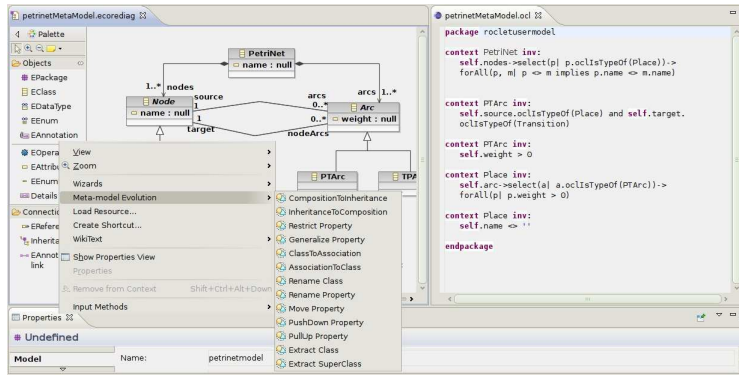 petrinetMetaModel.ecorediag
Palette
Objects
EPackage
EClass
EDataType
EEnum
EAnnotation
EOpera
EAttribu
EEnum
Details
Connectio
ERefere
Inherita
EAnnot
link
PetriNet
name : null
1..* nodes
arcs 1..*
Node
name : null
source
1
1
target
arcs
0..*
0..*
nodeArcs
Arc
weight : null
PTArc
TPA
View
Zoom
Wizards
Meta-model Evolution
Load Resource...
Create Shortcut...
WikiText
Show Properties View
Properties
Remove from Context Shift+Ctrl+Alt+Down
Input Methods
CompositionToInheritance
InheritanceToComposition
Restrict Property
Generalize Property
ClassToAssociation
AssociationToClass
Rename Class
Rename Property
Move Property
PushDown Property
PullUp Property
Extract Class
Extract SuperClass
petrinetMetaModel.ocl
package rocletusermodel
context PetriNet inv:
self.nodes->select(p| p.oclIsTypeOf(Place))->
forAll(p, m| p <> m implies p.name <> m.name)
context PTArc inv:
self.source.oclIsTypeOf(Place) and self.target.
oclIsTypeOf(Transition)
context PTArc inv:
self.weight > 0
context Place inv:
self.arc->select(a| a.oclIsTypeOf(PTArc))->
forAll(p| p.weight > 0)
context Place inv:
self.name <> ''
endpackage
Properties
Undefined
Model
Name: petrinetmodel